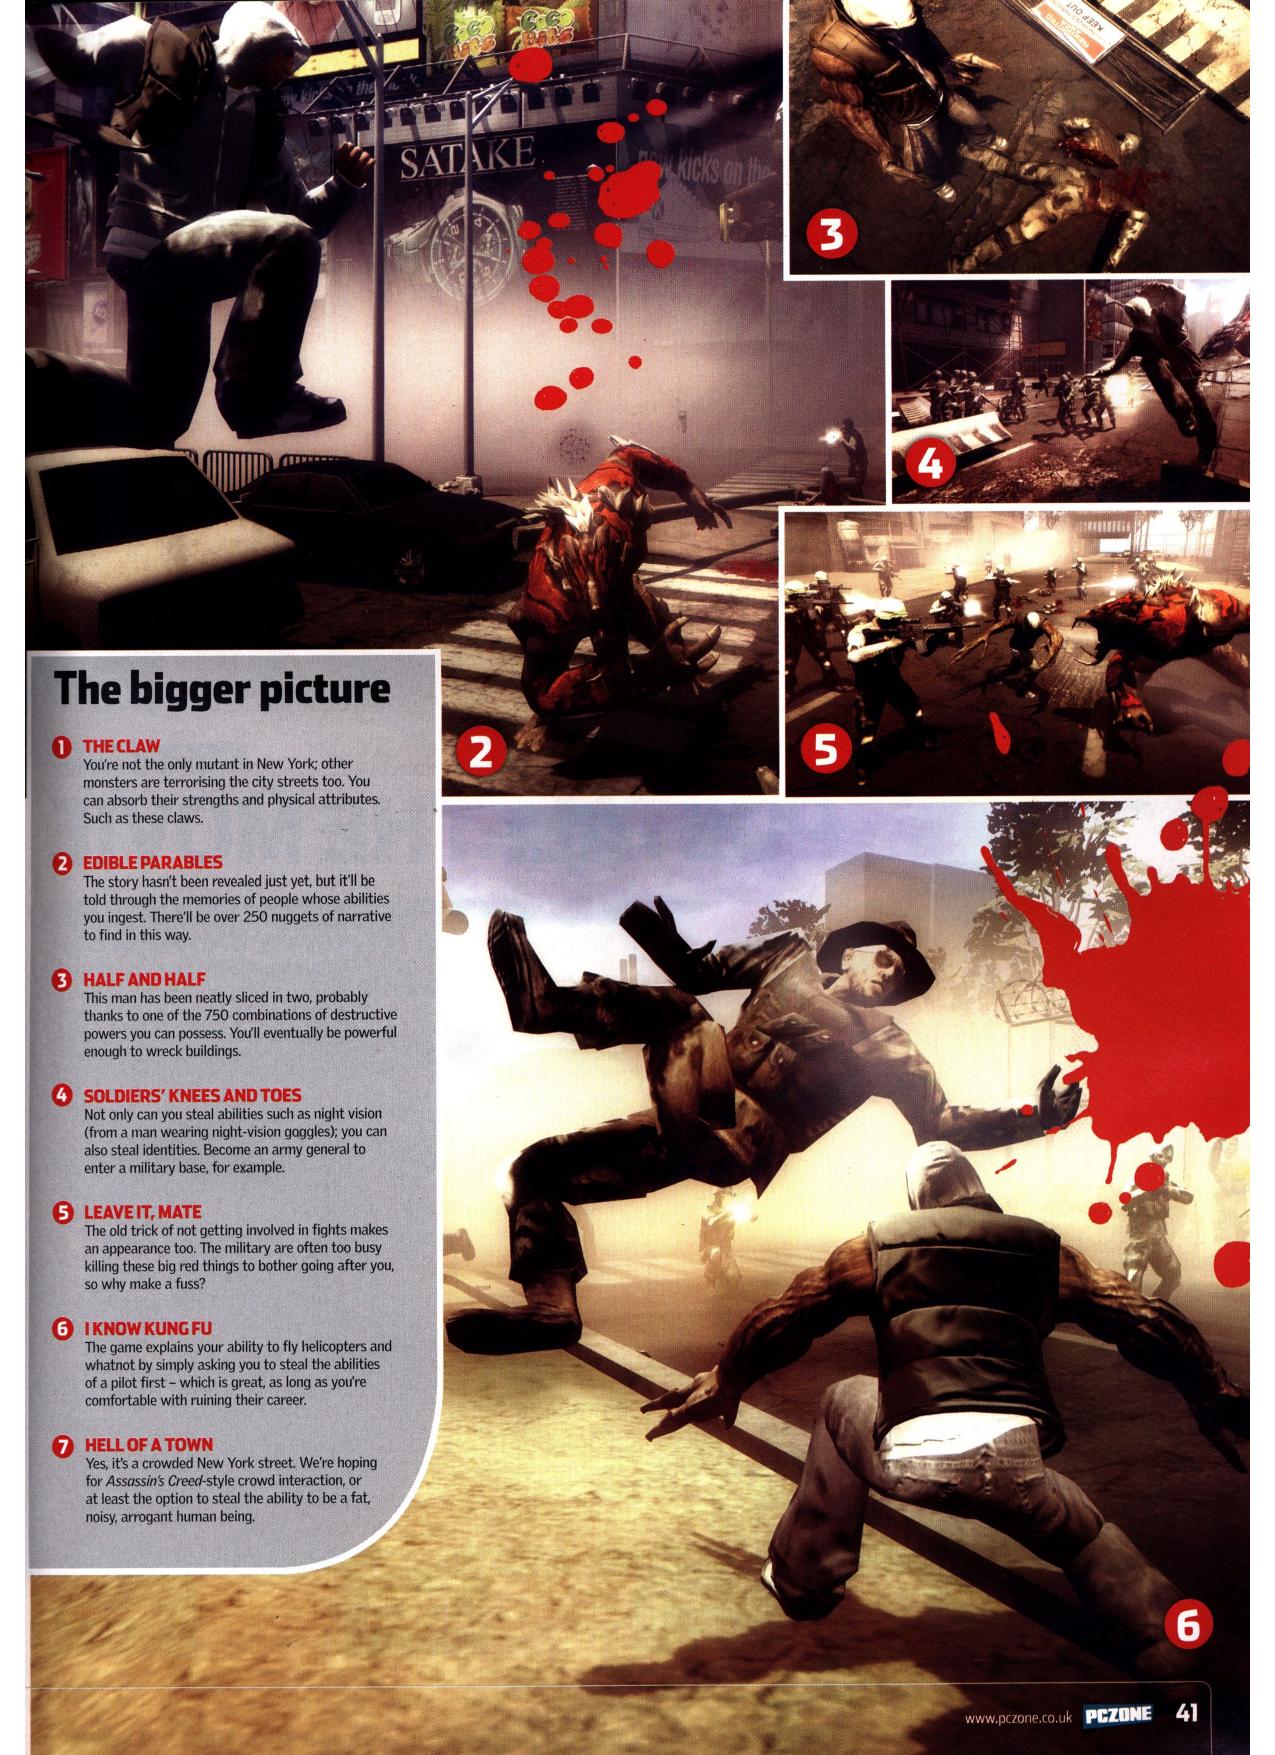 GoGo
Bits
GoGo
Bits
SATAKE
new kicks on the
KEEP OUT
3
4
5
2
The bigger picture
1 THE CLAW
You're not the only mutant in New York; other
monsters are terrorising the city streets too. You
can absorb their strengths and physical attributes.
Such as these claws.
2 EDIBLE PARABLES
The story hasn't been revealed just yet, but it'll be
told through the memories of people whose abilities
you ingest. There'll be over 250 nuggets of narrative
to find in this way.
3 HALF AND HALF
This man has been neatly sliced in two, probably
thanks to one of the 750 combinations of destructive
powers you can possess. You'll eventually be powerful
enough to wreck buildings.
4 SOLDIERS' KNEES AND TOES
Not only can you steal abilities such as night vision
(from a man wearing night-vision goggles); you can
also steal identities. Become an army general to
enter a military base, for example.
5 LEAVE IT, MATE
The old trick of not getting involved in fights makes
an appearance too. The military are often too busy
killing these big red things to bother going after you,
so why make a fuss?
6 I KNOW KUNG FU
The game explains your ability to fly helicopters and
whatnot by simply asking you to steal the abilities
of a pilot first – which is great, as long as you're
comfortable with ruining their career.
7 HELL OF A TOWN
Yes, it's a crowded New York street. We're hoping
for Assassin's Creed-style crowd interaction, or
at least the option to steal the ability to be a fat,
noisy, arrogant human being.
6
www.pczone.co.uk PCZONE 41